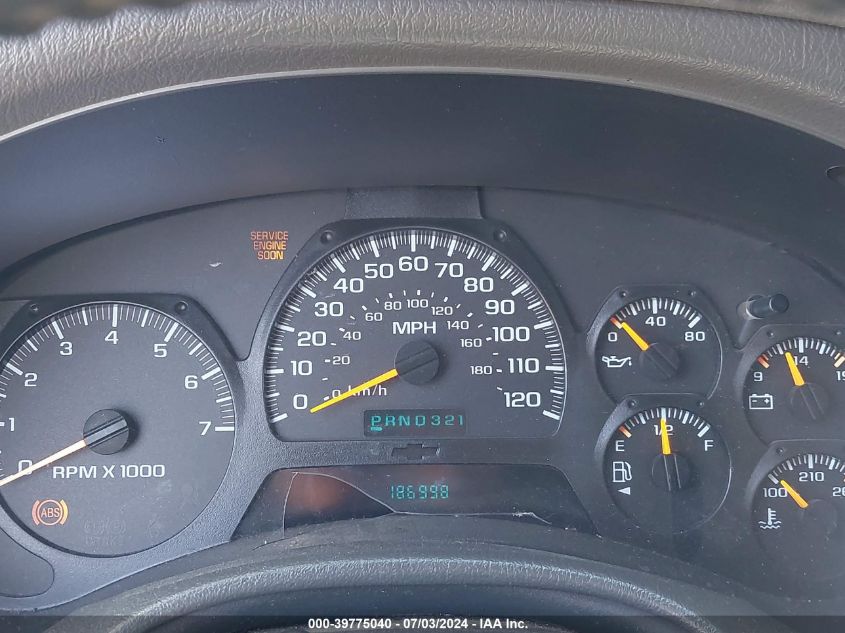 SERVICE
ENGINE
SOON
0 1 2 3 4 5 6 7
RPM X 1000
ABS
0 10 20 30 40 50 60 70 80 90 100 110 120
MPH
0 20 40 60 80 100 120 140 160 180
km/h
PRND321
186998
0 40 80
E 1/2 F
9 14 19
100 210
000-39775040 - 07/03/2024 - IAA Inc.